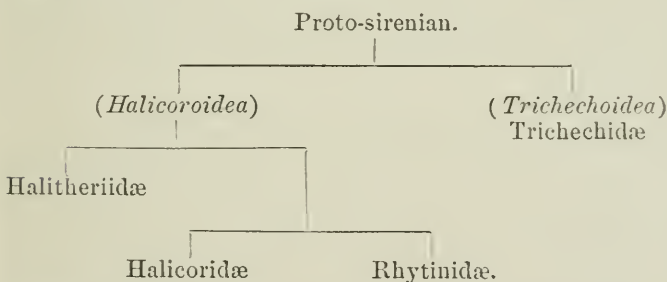 Proto-sirenian.
(Halicoroidea) (Trichechoidea)
Trichechidæ
Halitheriidæ
Halicoridæ Rhytinidæ.